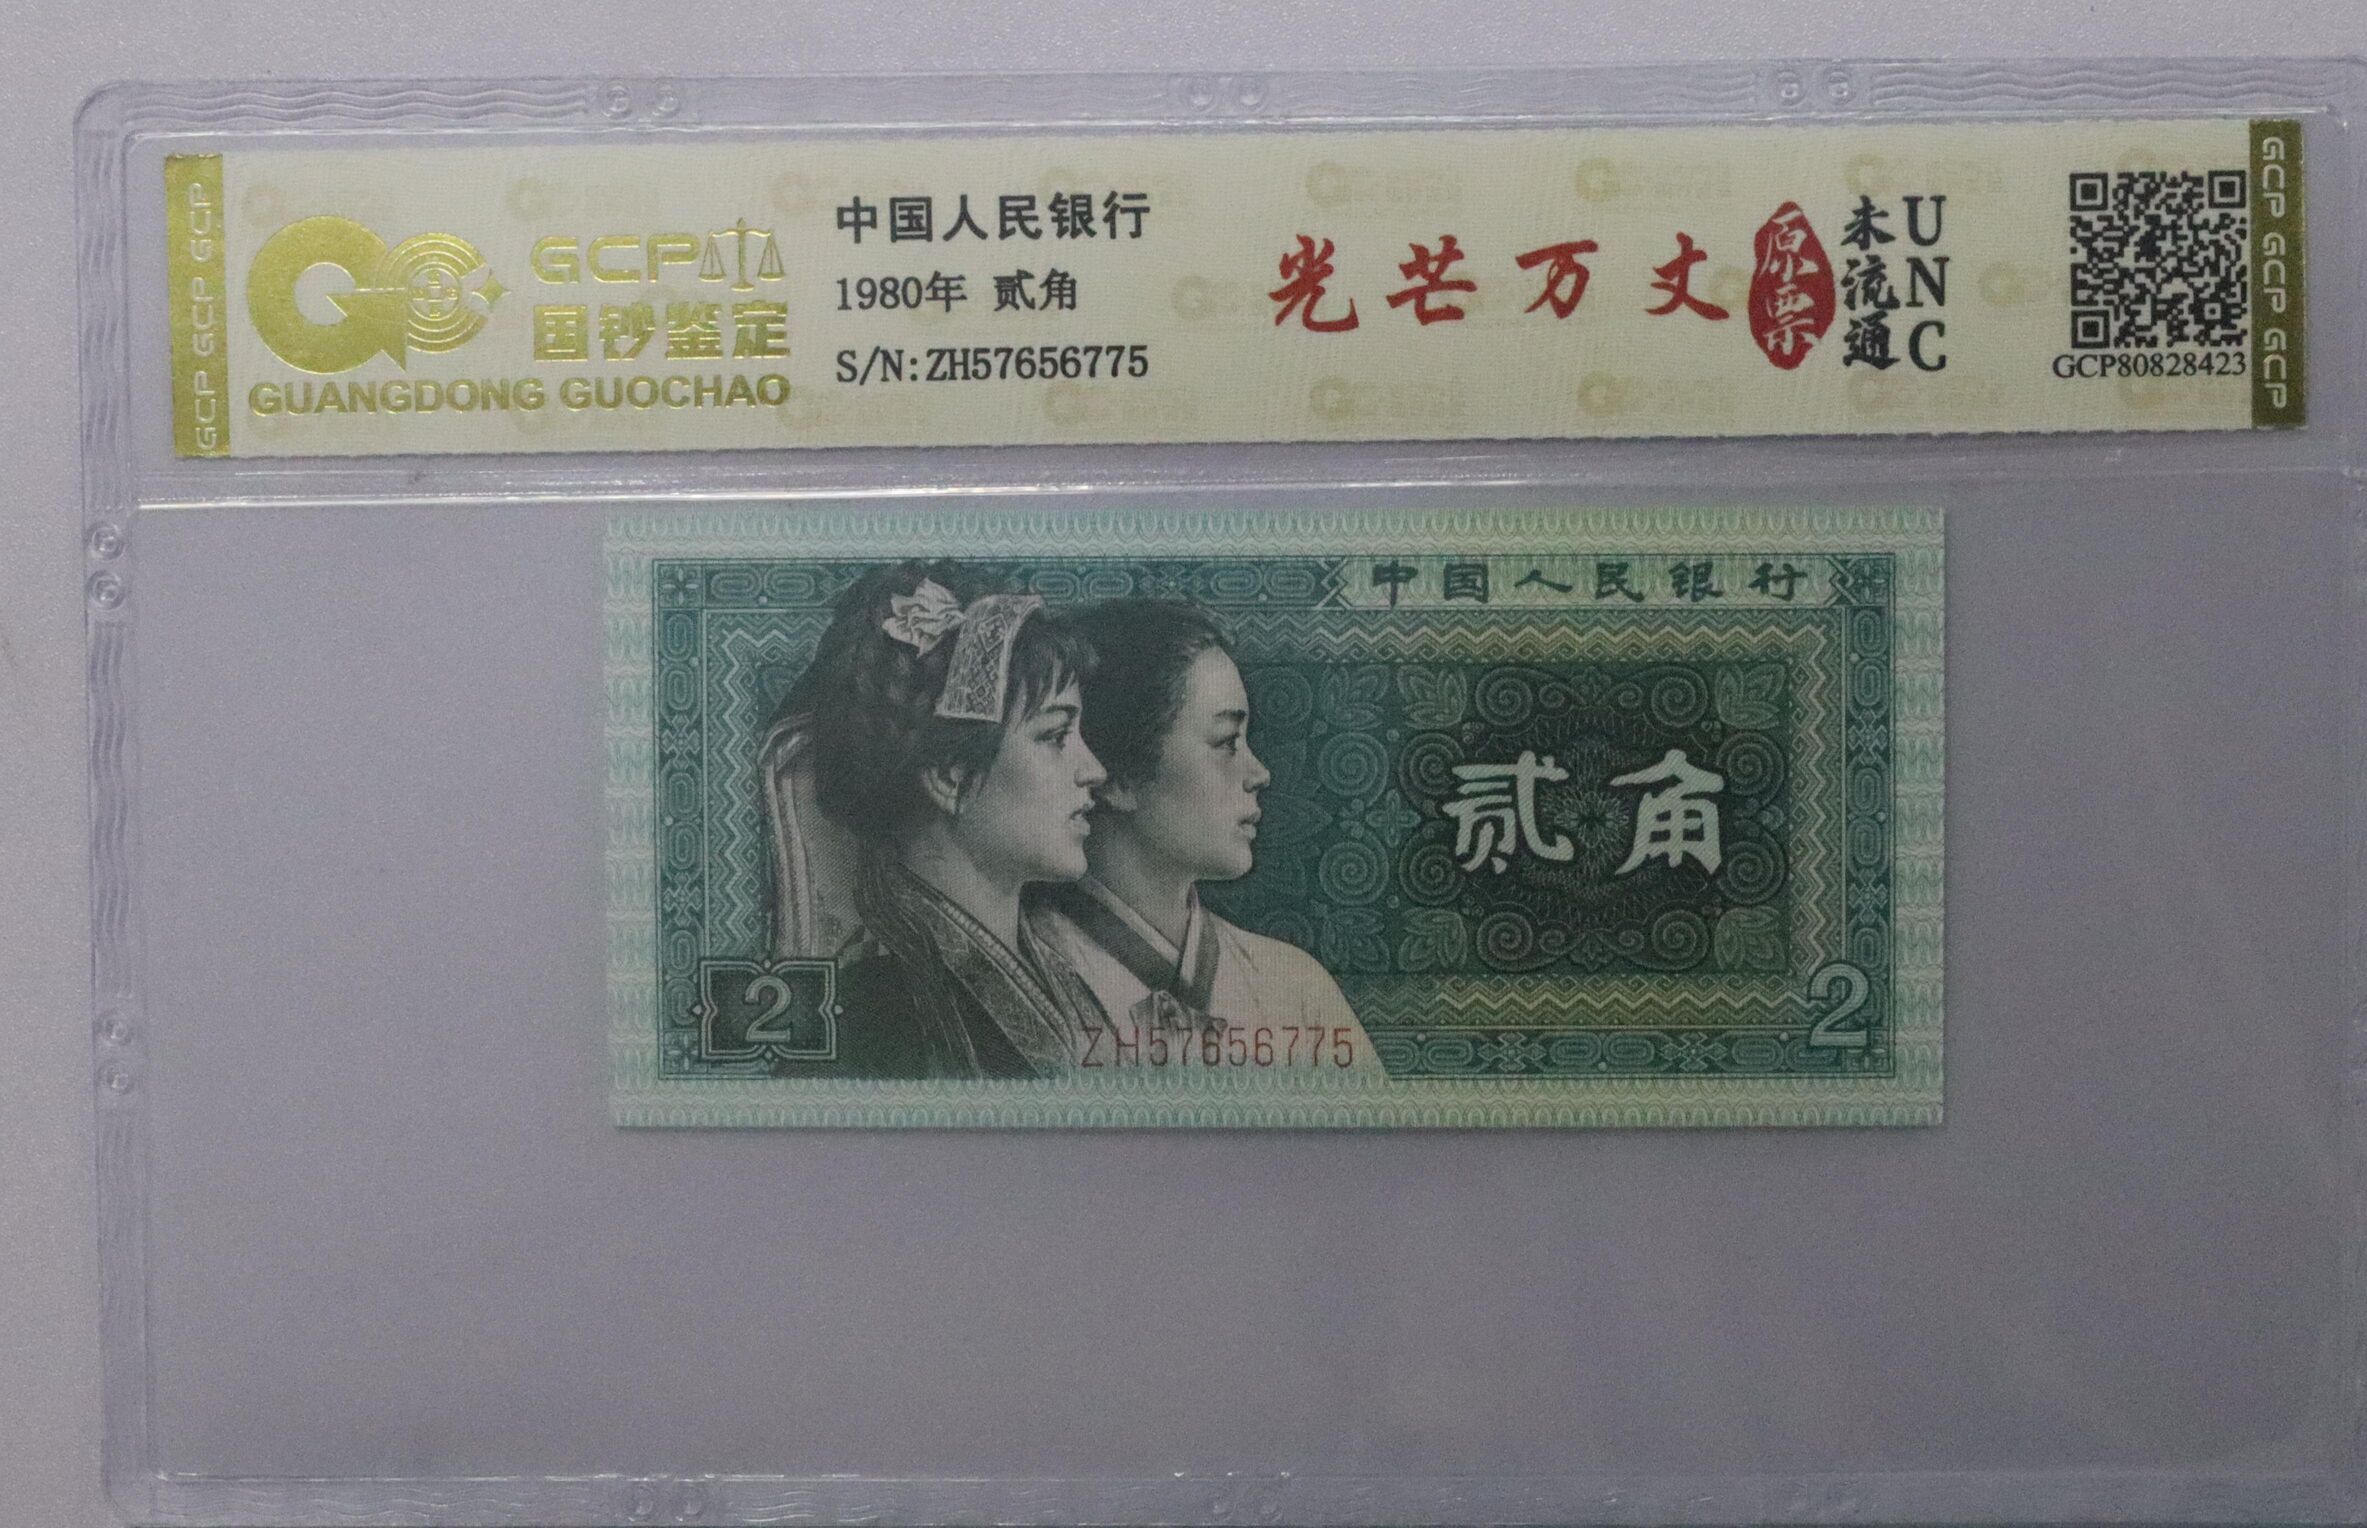 GCP GCP GCP
GCP
国钞鉴定
GUANGDONG GUOCHAO
中国人民银行
1980年 贰角
S/N:ZH57656775
光芒万丈
原票
未流通
UNC
GCP80828423
GCP GCP GCP
中国人民银行
贰角
2
2
ZH57656775